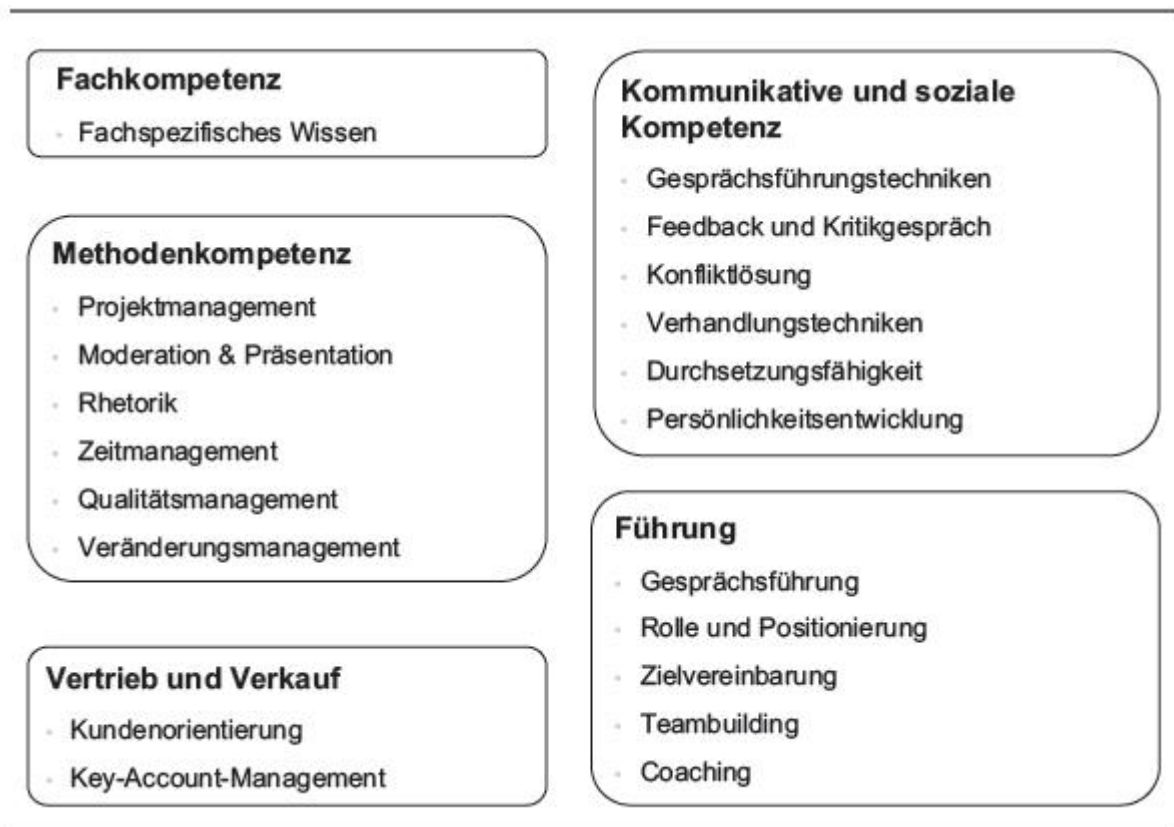 Fachkompetenz
Fachspezifisches Wissen
Methodenkompetenz
Projektmanagement
Moderation & Präsentation
Rhetorik
Zeitmanagement
Qualitätsmanagement
Veränderungsmanagement
Vertrieb und Verkauf
Kundenorientierung
Key-Account-Management
Kommunikative und soziale
Kompetenz
Gesprächsführungstechniken
Feedback und Kritikgespräch
Konfliktlösung
Verhandlungstechniken
Durchsetzungsfähigkeit
Persönlichkeitsentwicklung
Führung
Gesprächsführung
Rolle und Positionierung
Zielvereinbarung
Teambuilding
Coaching